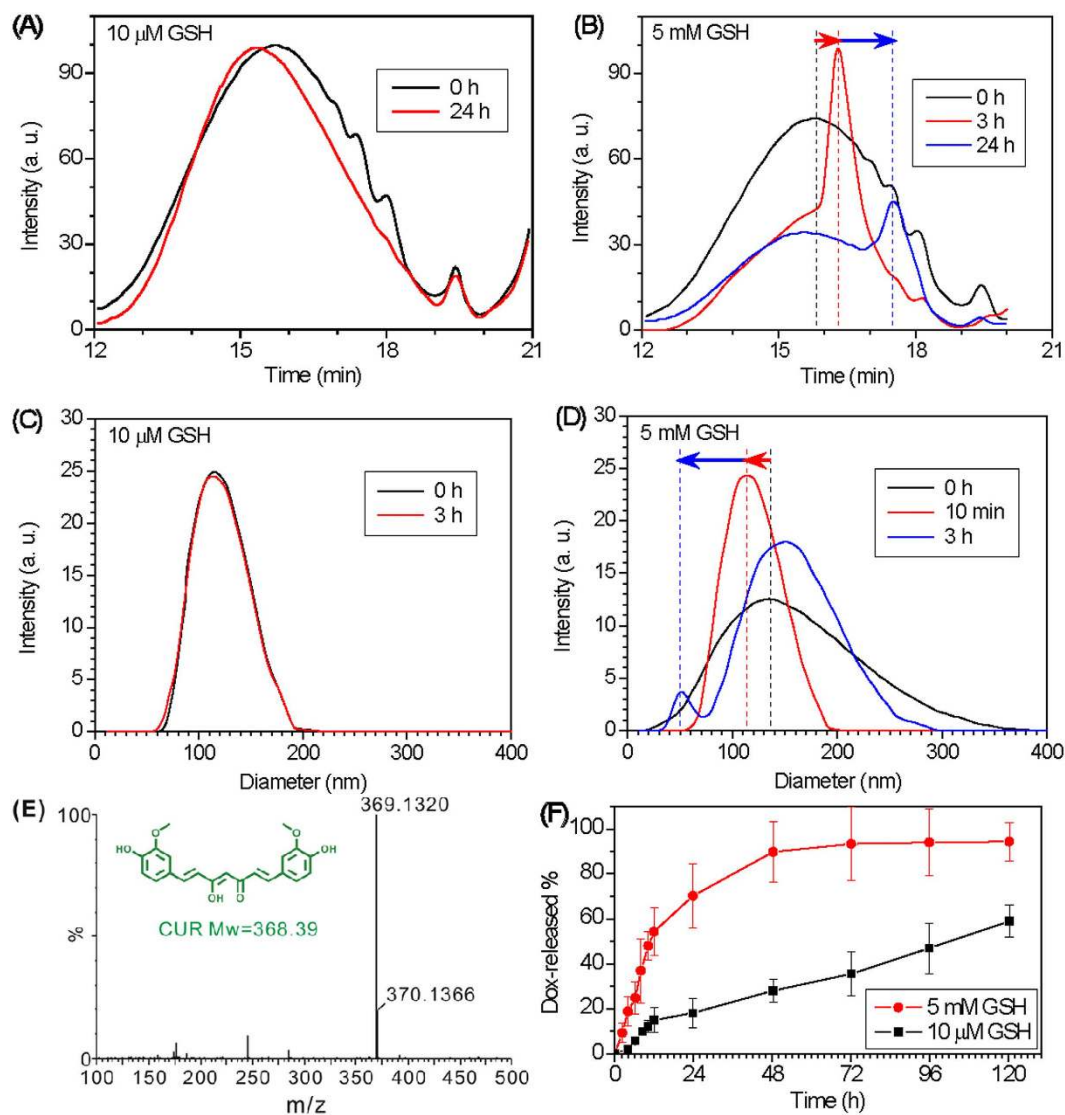 (A)
10 μM GSH
0 h
24 h
Intensity (a. u.)
90
60
30
0
12
15
18
21
Time (min)
(B)
5 mM GSH
0 h
3 h
24 h
Intensity (a. u.)
90
60
30
0
12
15
18
21
Time (min)
(C)
10 μM GSH
0 h
3 h
Intensity (a. u.)
30
25
20
15
10
5
0
0
100
200
300
400
Diameter (nm)
(D)
5 mM GSH
0 h
10 min
3 h
Intensity (a. u.)
30
25
20
15
10
5
0
0
100
200
300
400
Diameter (nm)
(E)
100
%
0
369.1320
370.1366
HO
O
OH
O
O
OH
CUR Mw=368.39
100
150
200
250
300
350
400
450
500
m/z
(F)
Dox-released %
100
80
60
40
20
0
5 mM GSH
10 μM GSH
0
24
48
72
96
120
Time (h)